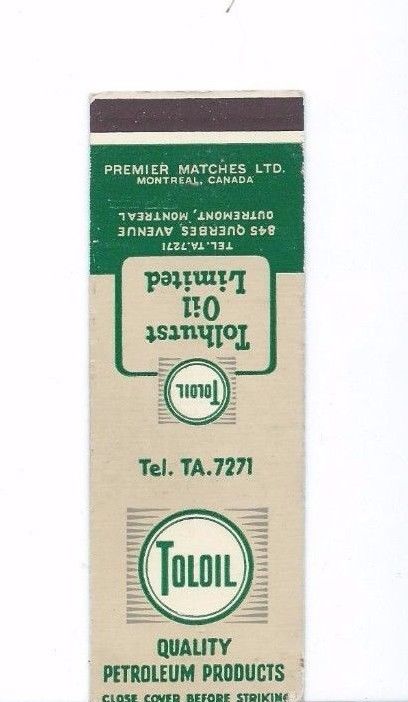 PREMIER MATCHES LTD.
MONTREAL, CANADA
TOLOIL
Tolhurst
Oil
Limited
TEL. TA.7271
845 QUERBES AVENUE
OUTREMONT, MONTREAL
Tel. TA.7271
TOLOIL
QUALITY
PETROLEUM PRODUCTS
CLOSE COVER BEFORE STRIKING